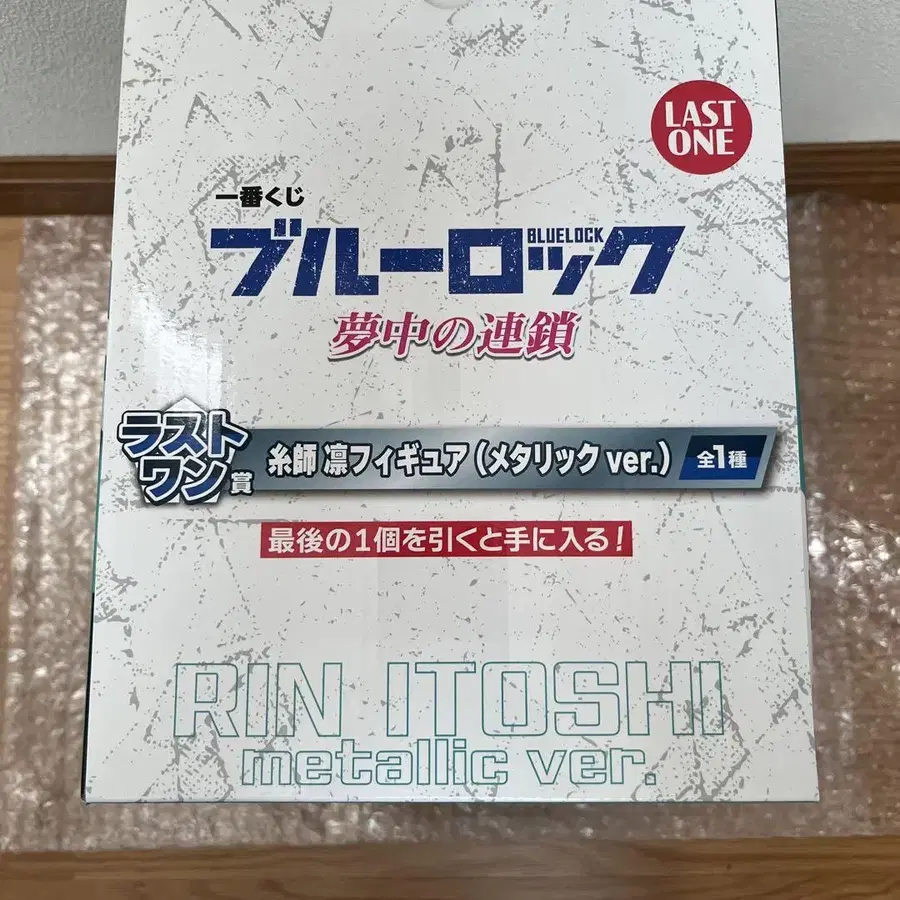 LAST
ONE
一番くじ
ブルーロック
BLUELOCK
夢中の連鎖
ラスト
ワン賞
糸師 凛フィギュア(メタリック ver.)
全1種
最後の1個を引くと手に入る!
RIN ITOSHI
metallic ver.